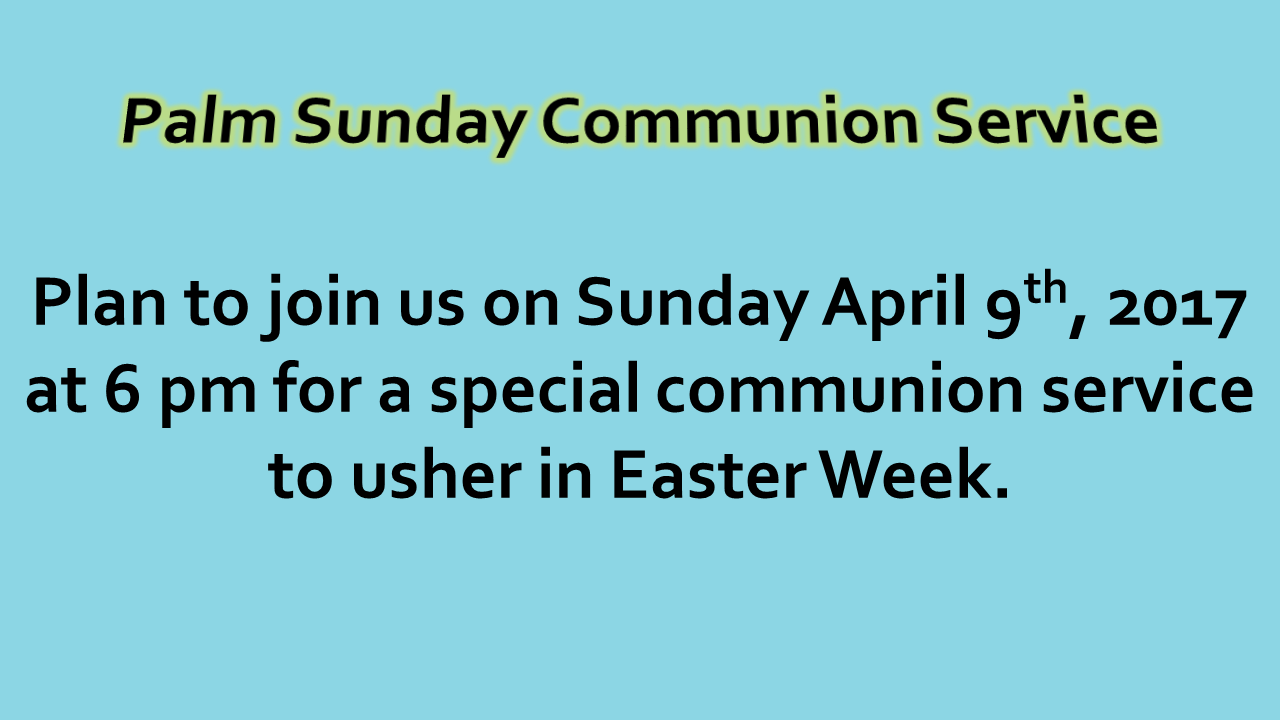 Palm Sunday Communion Service
Plan to join us on Sunday April 9th, 2017
at 6 pm for a special communion service
to usher in Easter Week.